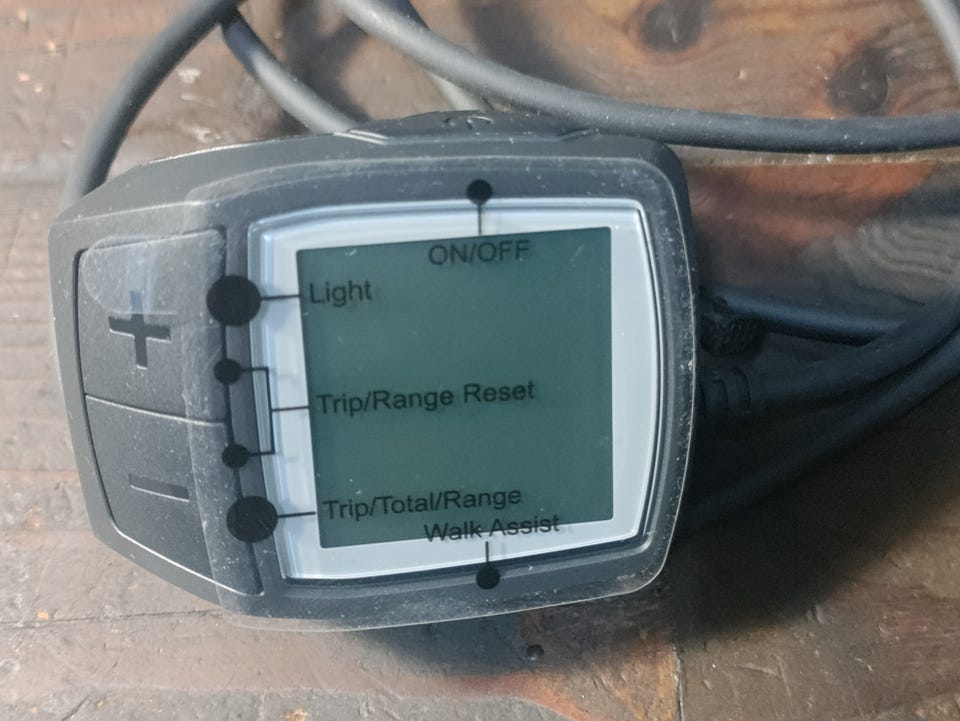 ON/OFF
Light
+
Trip/Range Reset
−
Trip/Total/Range
Walk Assist